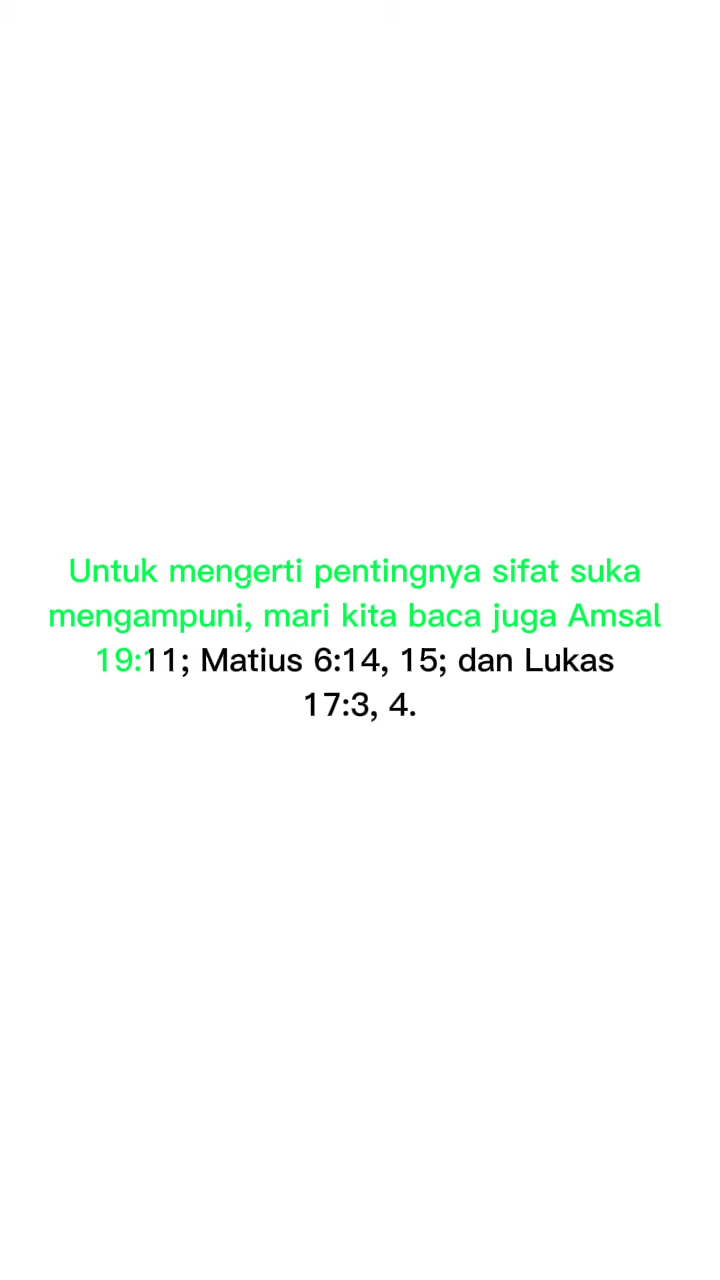 Untuk mengerti pentingnya sifat suka
mengampuni, mari kita baca juga Amsal
19:11; Matius 6:14, 15; dan Lukas
17:3, 4.